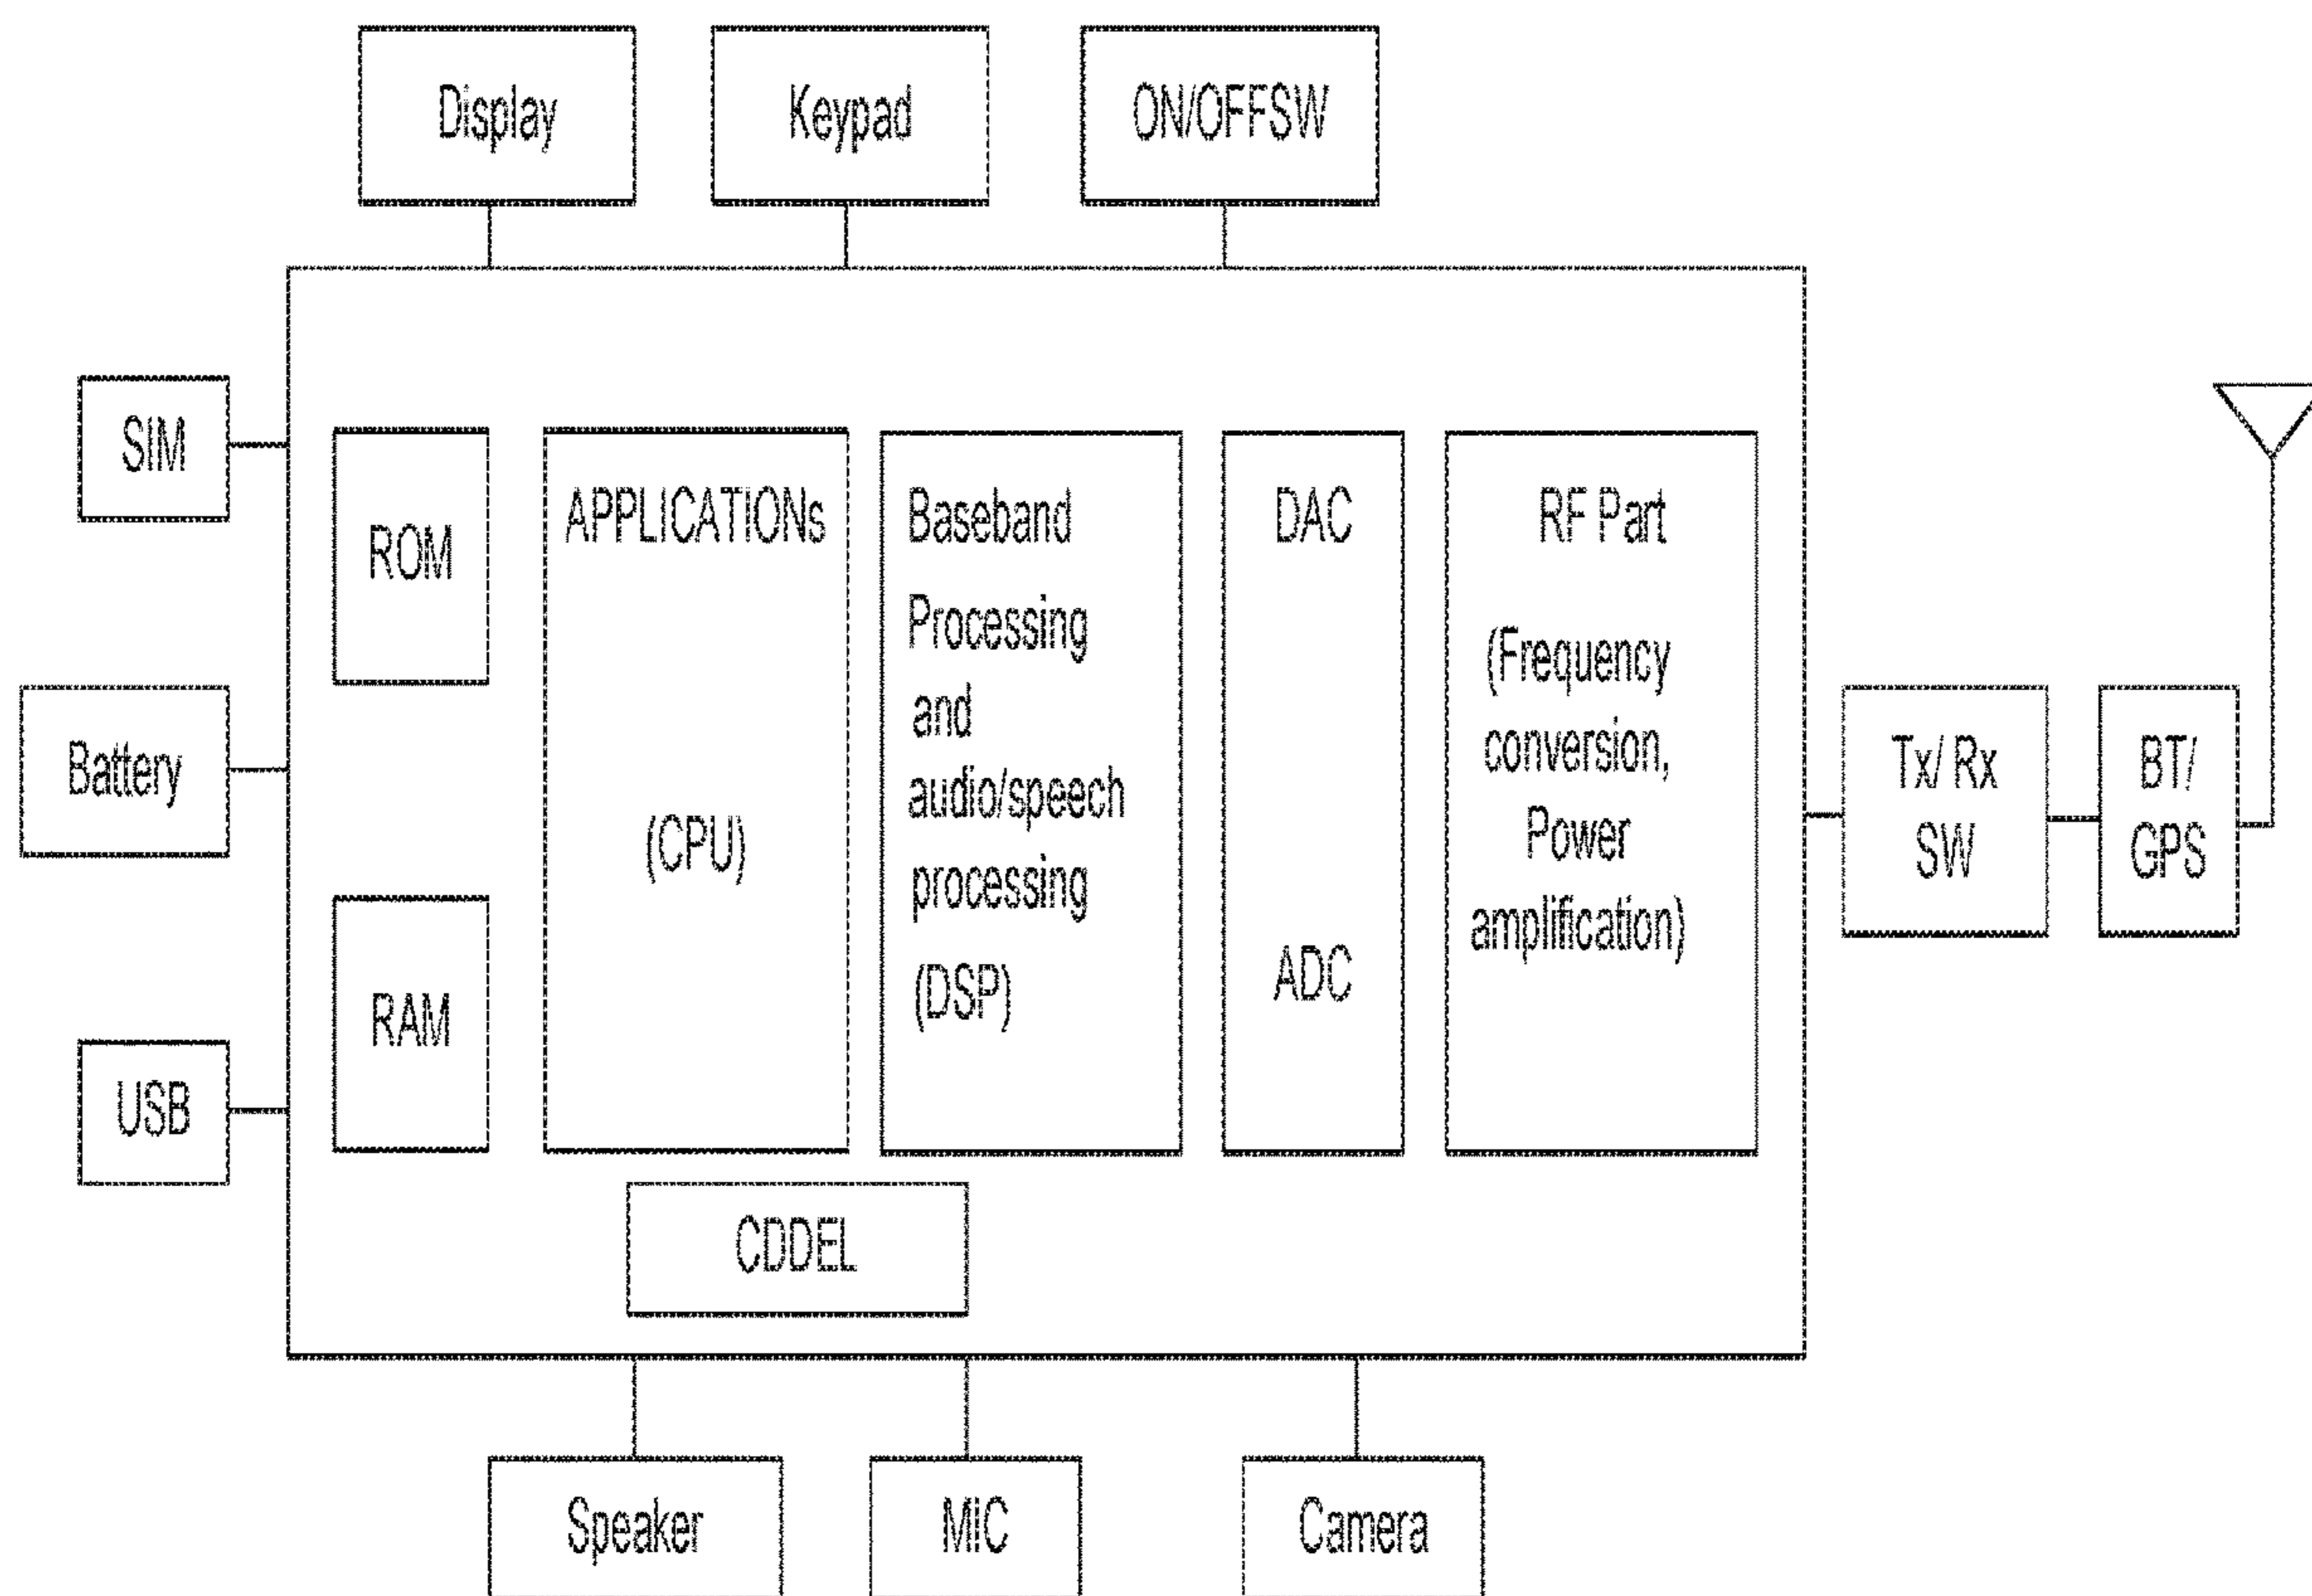 Display
Keypad
ON/OFFSW
SIM
Battery
USB
ROM
RAM
APPLICATIONs
(CPU)
Baseband
Processing
and
audio/speech
processing
(DSP)
DAC
ADC
RF Part
(Frequency
conversion,
Power
amplification)
CDDEL
Tx/ Rx
SW
BT/
GPS
Speaker
MIC
Camera